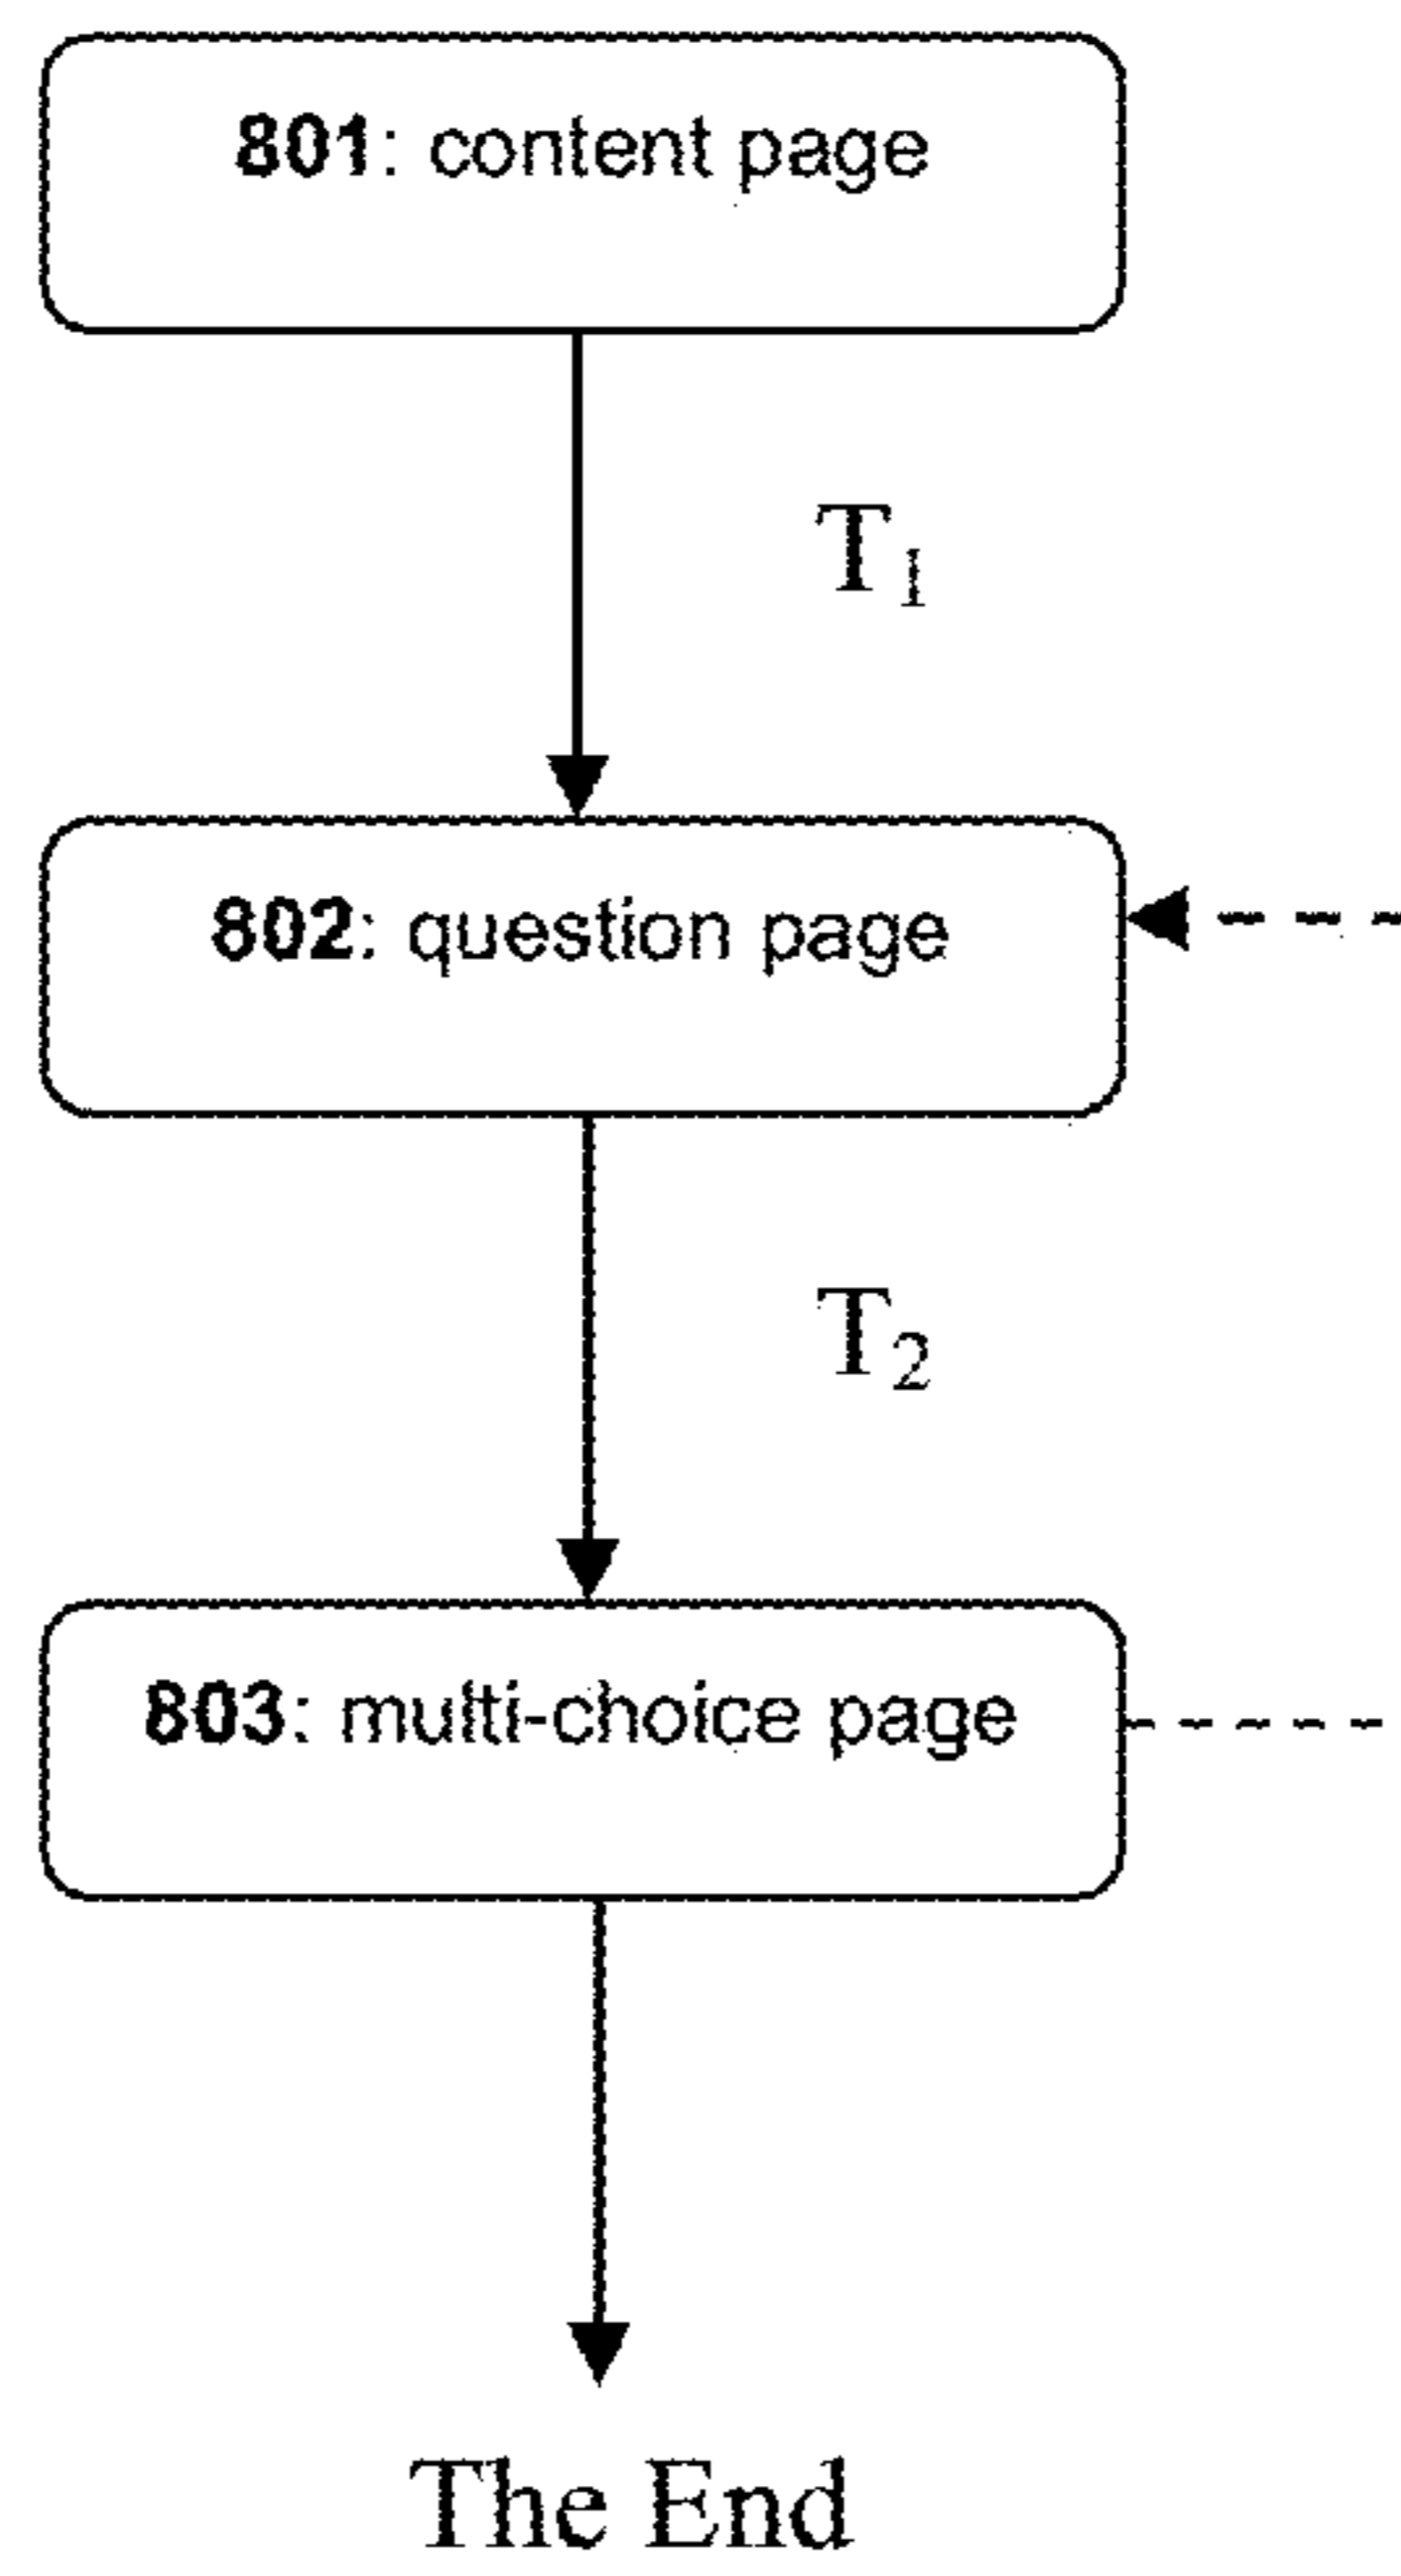 801: content page
T1
802: question page
T2
803: multi-choice page
The End